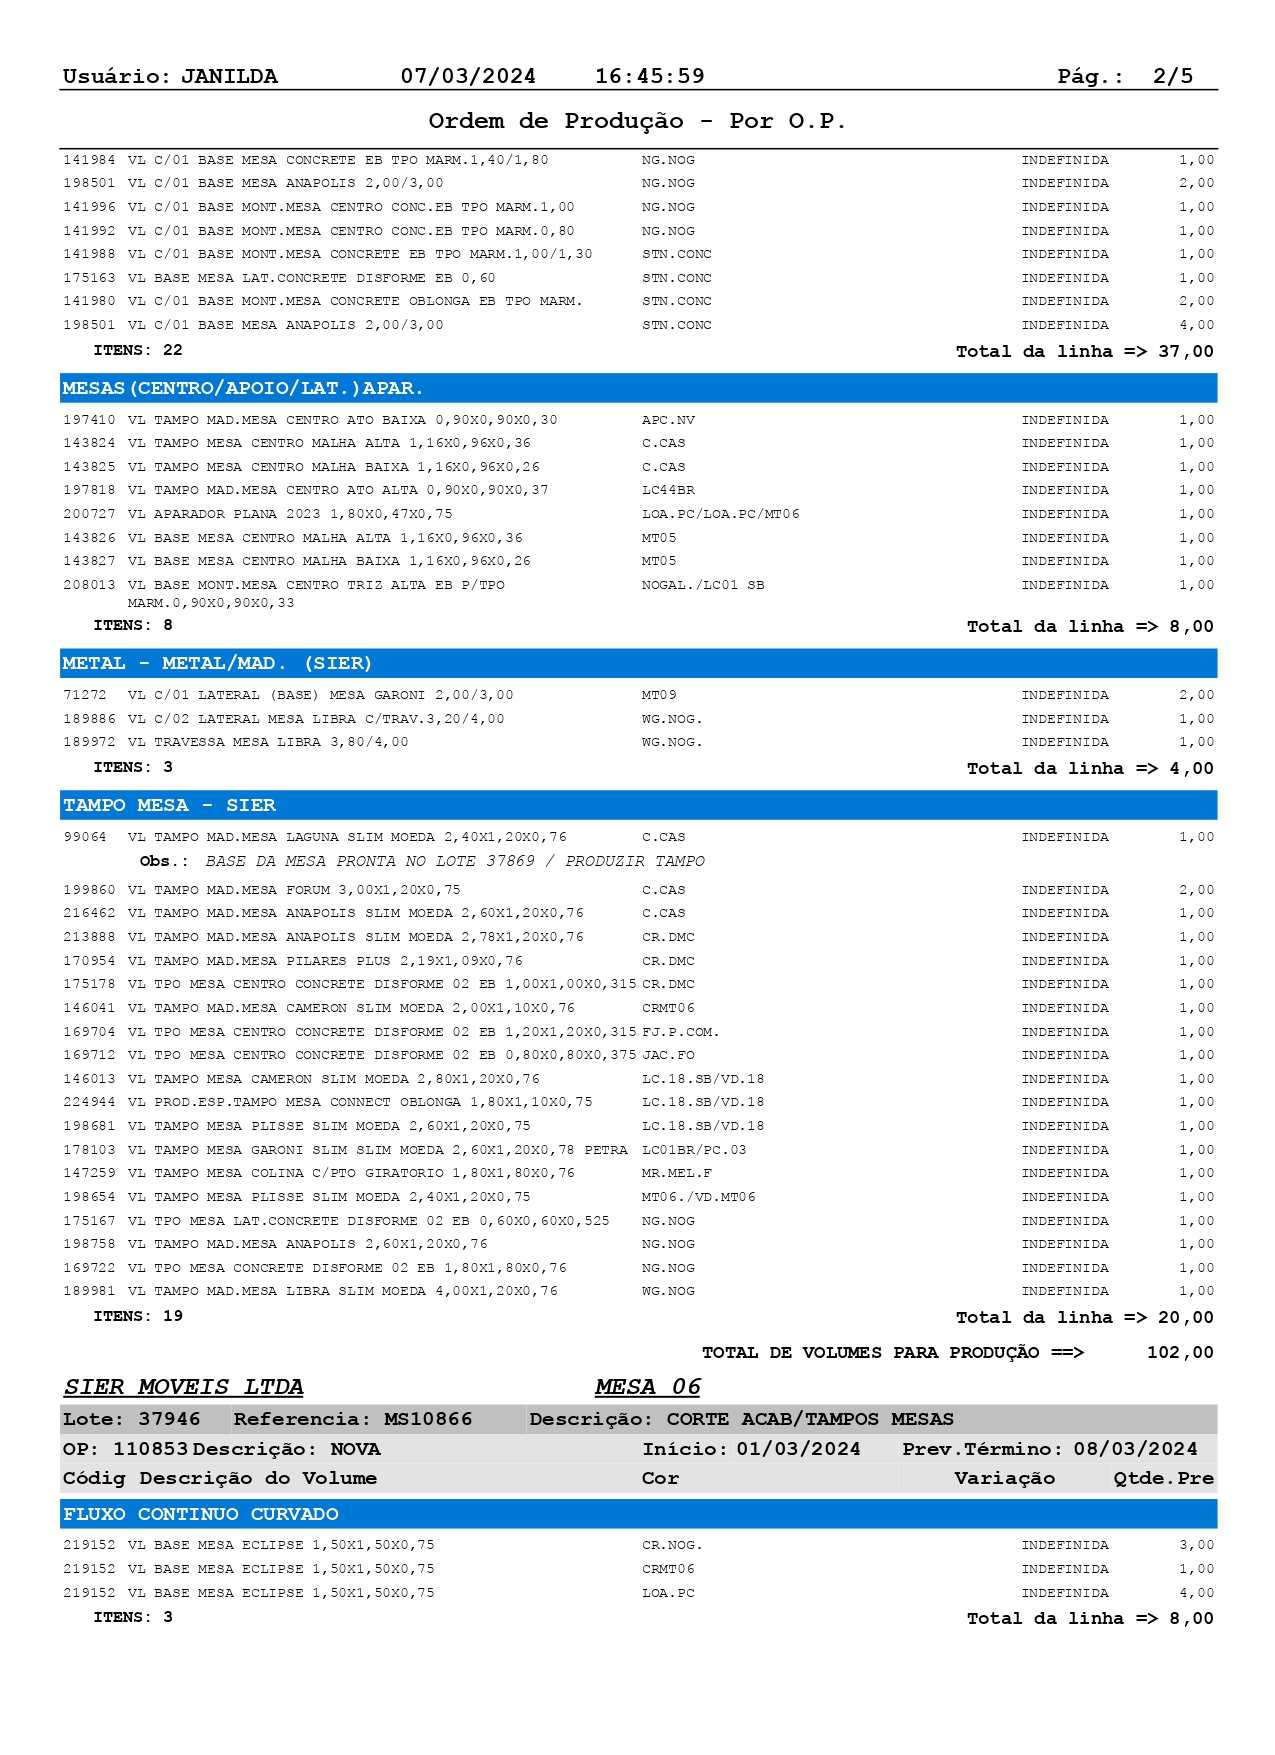 Usuário: JANILDA 07/03/2024 16:45:59 Pág.: 2/5
Ordem de Produção - Por O.P.
141984 VL C/01 BASE MESA CONCRETE EB TPO MARM.1,40/1,80 NG.NOG INDEFINIDA 1,00
198501 VL C/01 BASE MESA ANAPOLIS 2,00/3,00 NG.NOG INDEFINIDA 2,00
141996 VL C/01 BASE MONT.MESA CENTRO CONC.EB TPO MARM.1,00 NG.NOG INDEFINIDA 1,00
141992 VL C/01 BASE MONT.MESA CENTRO CONC.EB TPO MARM.0,80 NG.NOG INDEFINIDA 1,00
141988 VL C/01 BASE MONT.MESA CONCRETE EB TPO MARM.1,00/1,30 STN.CONC INDEFINIDA 1,00
175163 VL BASE MESA LAT.CONCRETE DISFORME EB 0,60 STN.CONC INDEFINIDA 1,00
141980 VL C/01 BASE MONT.MESA CONCRETE OBLONGA EB TPO MARM. STN.CONC INDEFINIDA 2,00
198501 VL C/01 BASE MESA ANAPOLIS 2,00/3,00 STN.CONC INDEFINIDA 4,00
ITENS: 22 Total da linha => 37,00
MESAS(CENTRO/APOIO/LAT.)APAR.
197410 VL TAMPO MAD.MESA CENTRO ATO BAIXA 0,90X0,90X0,30 APC.NV INDEFINIDA 1,00
143824 VL TAMPO MESA CENTRO MALHA ALTA 1,16X0,96X0,36 C.CAS INDEFINIDA 1,00
143825 VL TAMPO MESA CENTRO MALHA BAIXA 1,16X0,96X0,26 C.CAS INDEFINIDA 1,00
197818 VL TAMPO MAD.MESA CENTRO ATO ALTA 0,90X0,90X0,37 LC44BR INDEFINIDA 1,00
200727 VL APARADOR PLANA 2023 1,80X0,47X0,75 LOA.PC/LOA.PC/MT06 INDEFINIDA 1,00
143826 VL BASE MESA CENTRO MALHA ALTA 1,16X0,96X0,36 MT05 INDEFINIDA 1,00
143827 VL BASE MESA CENTRO MALHA BAIXA 1,16X0,96X0,26 MT05 INDEFINIDA 1,00
208013 VL BASE MONT.MESA CENTRO TRIZ ALTA EB P/TPO NOGAL./LC01 SB INDEFINIDA 1,00
MARM.0,90X0,90X0,33
ITENS: 8 Total da linha => 8,00
METAL - METAL/MAD. (SIER)
71272 VL C/01 LATERAL (BASE) MESA GARONI 2,00/3,00 MT09 INDEFINIDA 2,00
189886 VL C/02 LATERAL MESA LIBRA C/TRAV.3,20/4,00 WG.NOG. INDEFINIDA 1,00
189972 VL TRAVESSA MESA LIBRA 3,80/4,00 WG.NOG. INDEFINIDA 1,00
ITENS: 3 Total da linha => 4,00
TAMPO MESA - SIER
99064 VL TAMPO MAD.MESA LAGUNA SLIM MOEDA 2,40X1,20X0,76 C.CAS INDEFINIDA 1,00
Obs.: BASE DA MESA PRONTA NO LOTE 37869 / PRODUZIR TAMPO
199860 VL TAMPO MAD.MESA FORUM 3,00X1,20X0,75 C.CAS INDEFINIDA 2,00
216462 VL TAMPO MAD.MESA ANAPOLIS SLIM MOEDA 2,60X1,20X0,76 C.CAS INDEFINIDA 1,00
213888 VL TAMPO MAD.MESA ANAPOLIS SLIM MOEDA 2,78X1,20X0,76 CR.DMC INDEFINIDA 1,00
170954 VL TAMPO MAD.MESA PILARES PLUS 2,19X1,09X0,76 CR.DMC INDEFINIDA 1,00
175178 VL TPO MESA CENTRO CONCRETE DISFORME 02 EB 1,00X1,00X0,315 CR.DMC INDEFINIDA 1,00
146041 VL TAMPO MAD.MESA CAMERON SLIM MOEDA 2,00X1,10X0,76 CRMT06 INDEFINIDA 1,00
169704 VL TPO MESA CENTRO CONCRETE DISFORME 02 EB 1,20X1,20X0,315 FJ.P.COM. INDEFINIDA 1,00
169712 VL TPO MESA CENTRO CONCRETE DISFORME 02 EB 0,80X0,80X0,375 JAC.FO INDEFINIDA 1,00
146013 VL TAMPO MESA CAMERON SLIM MOEDA 2,80X1,20X0,76 LC.18.SB/VD.18 INDEFINIDA 1,00
224944 VL PROD.ESP.TAMPO MESA CONNECT OBLONGA 1,80X1,10X0,75 LC.18.SB/VD.18 INDEFINIDA 1,00
198681 VL TAMPO MESA PLISSE SLIM MOEDA 2,60X1,20X0,75 LC.18.SB/VD.18 INDEFINIDA 1,00
178103 VL TAMPO MESA GARONI SLIM SLIM MOEDA 2,60X1,20X0,78 PETRA LC01BR/PC.03 INDEFINIDA 1,00
147259 VL TAMPO MESA COLINA C/PTO GIRATORIO 1,80X1,80X0,76 MR.MEL.F INDEFINIDA 1,00
198654 VL TAMPO MESA PLISSE SLIM MOEDA 2,40X1,20X0,75 MT06./VD.MT06 INDEFINIDA 1,00
175167 VL TPO MESA LAT.CONCRETE DISFORME 02 EB 0,60X0,60X0,525 NG.NOG INDEFINIDA 1,00
198758 VL TAMPO MAD.MESA ANAPOLIS 2,60X1,20X0,76 NG.NOG INDEFINIDA 1,00
169722 VL TPO MESA CONCRETE DISFORME 02 EB 1,80X1,80X0,76 NG.NOG INDEFINIDA 1,00
189981 VL TAMPO MAD.MESA LIBRA SLIM MOEDA 4,00X1,20X0,76 WG.NOG INDEFINIDA 1,00
ITENS: 19 Total da linha => 20,00
TOTAL DE VOLUMES PARA PRODUÇÃO ==> 102,00
SIER MOVEIS LTDA MESA 06
Lote: 37946 Referencia: MS10866 Descrição: CORTE ACAB/TAMPOS MESAS
OP: 110853 Descrição: NOVA Início: 01/03/2024 Prev.Término: 08/03/2024
Códig Descrição do Volume Cor Variação Qtde.Pre
FLUXO CONTINUO CURVADO
219152 VL BASE MESA ECLIPSE 1,50X1,50X0,75 CR.NOG. INDEFINIDA 3,00
219152 VL BASE MESA ECLIPSE 1,50X1,50X0,75 CRMT06 INDEFINIDA 1,00
219152 VL BASE MESA ECLIPSE 1,50X1,50X0,75 LOA.PC INDEFINIDA 4,00
ITENS: 3 Total da linha => 8,00